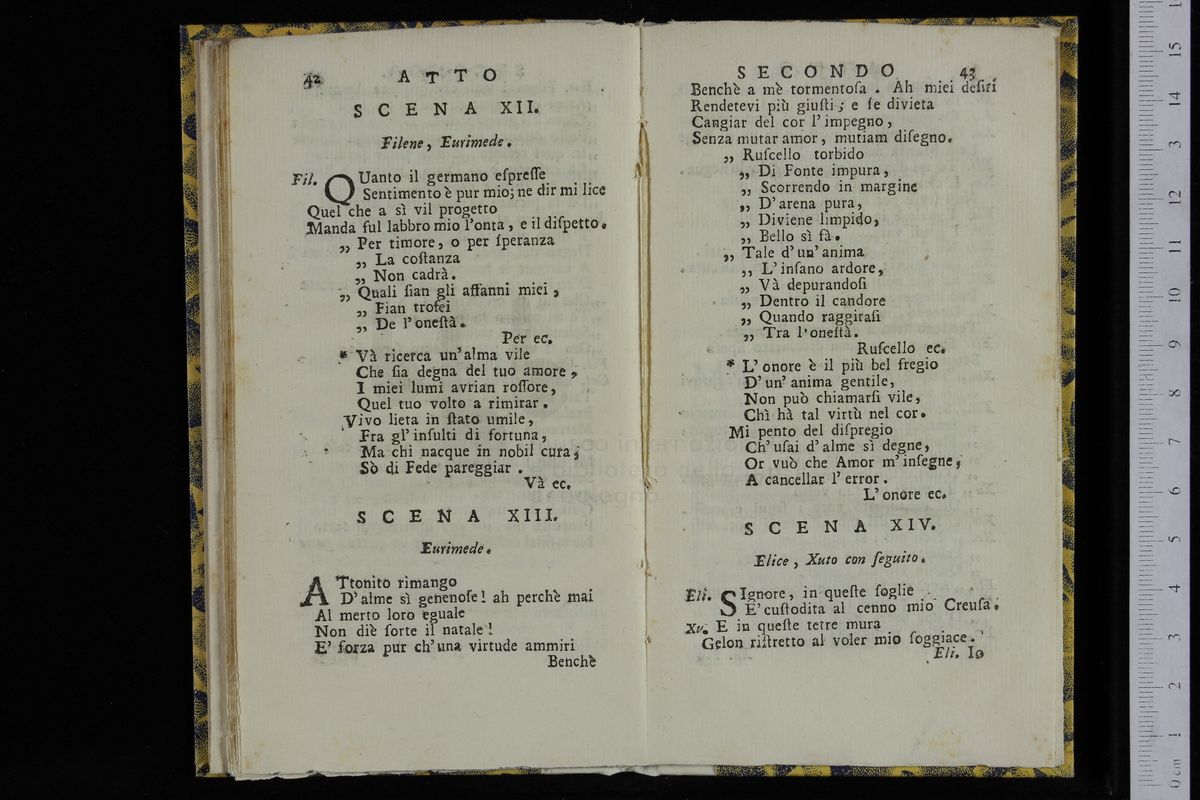 42 ATTO
SCENA XII.
Filene, Eurimede.
Fil. QUanto il germano eſpreſſe
Sentimento è pur mio; ne dir mi lice
Quel che a sì vil progetto
Manda ſul labbro mio l'onta, e il diſpetto.
„ Per timore, o per ſperanza
„ La coſtanza
„ Non cadrà.
„ Quali ſian gli affanni miei,
„ Fian trofei
„ De l'oneſtà.
Per ec.
* Và ricerca un'alma vile
Che ſia degna del tuo amore,
I miei lumi avrian roſſore,
Quel tuo volto a rimirar.
Vivo lieta in ſtato umile,
Fra gl'inſulti di fortuna,
Ma chi nacque in nobil cura;
Sò di Fede pareggiar.
Và ec.
SCENA XIII.
Eurimede.
ATtonito rimango
D'alme sì genenoſe! ah perchè mai
Al merto loro eguale
Non diè ſorte il natale!
E' forza pur ch'una virtude ammiri
Benchè
SECONDO 43
Benchè a mè tormentoſa. Ah miei deſiri
Rendetevi più giuſti; e ſe divieta
Cangiar del cor l'impegno,
Senza mutar amor, mutiam diſegno.
„ Ruſcello torbido
„ Di Fonte impura,
„ Scorrendo in margine
„ D'arena pura,
„ Diviene limpido,
„ Bello sì fà.
„ Tale d'un'anima
„ L'inſano ardore,
„ Và depurandoſi
„ Dentro il candore
„ Quando raggiraſi
„ Tra l'oneſtà.
Ruſcello ec.
* L'onore è il più bel fregio
D'un'anima gentile,
Non può chiamarſi vile,
Chì hà tal virtù nel cor.
Mi pento del diſpregio
Ch'uſai d'alme sì degne,
Or vuò che Amor m'inſegne,
A cancellar l'error.
L'onore ec.
SCENA XIV.
Elice, Xuto con ſeguito.
Eli. SIgnore, in queſte ſoglie
E' cuſtodita al cenno mio Creuſa.
Xu. E in queſte tetre mura
Gelon riſtretto al voler mio ſoggiace.
Eli. Io